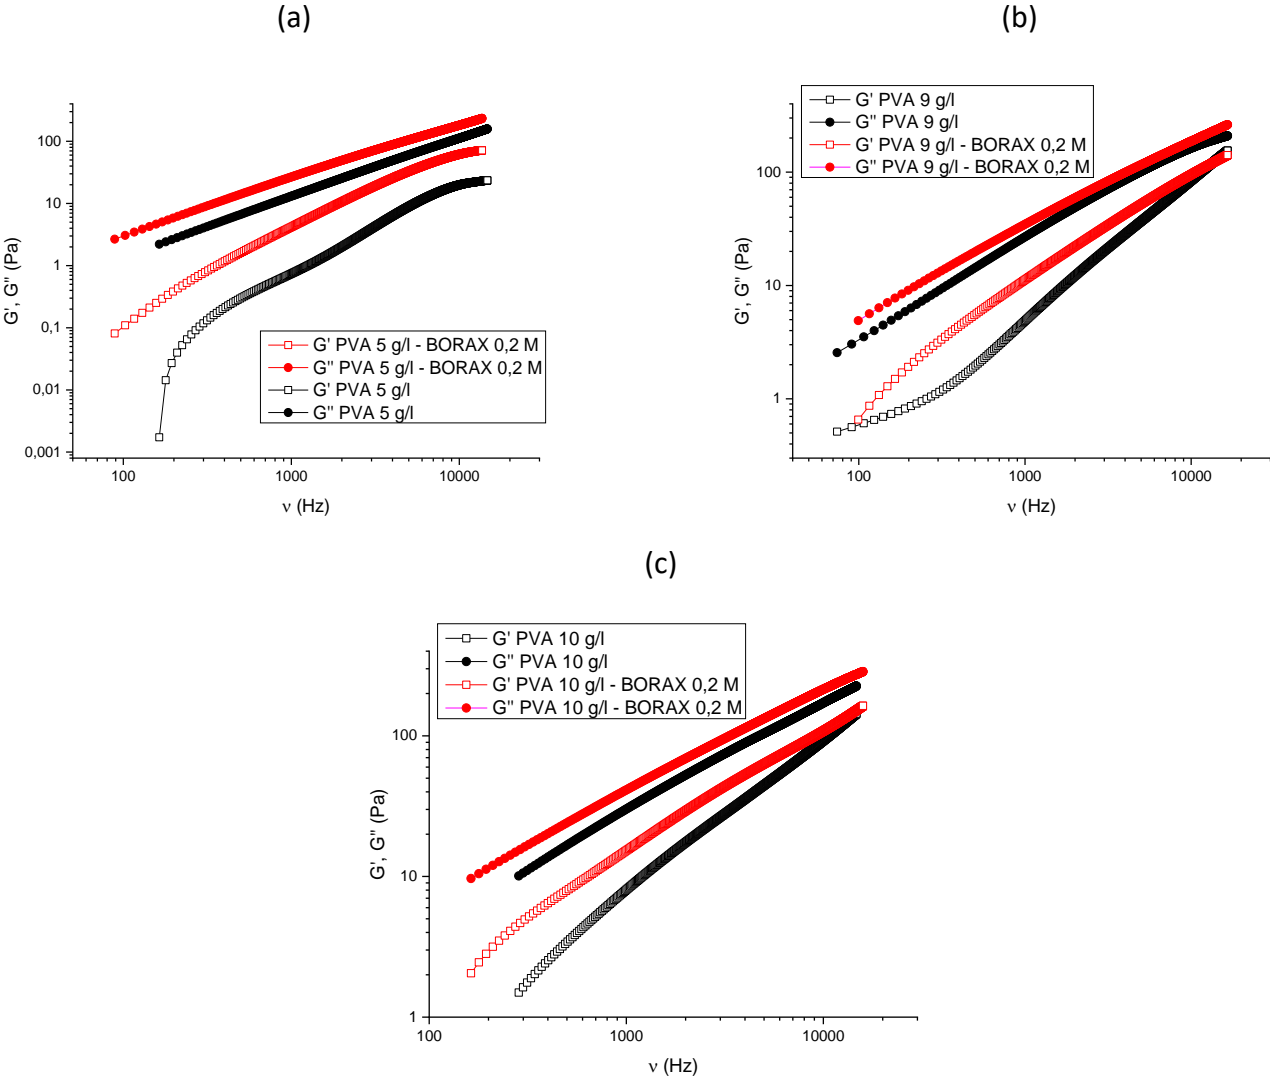 (a)
100
10
1
0,1
0,01
0,001
G', G" (Pa)
G' PVA 5 g/l - BORAX 0,2 M
G" PVA 5 g/l - BORAX 0,2 M
G' PVA 5 g/l
G" PVA 5 g/l
100
1000
10000
ν (Hz)
(b)
G' PVA 9 g/l
G" PVA 9 g/l
G' PVA 9 g/l - BORAX 0,2 M
G" PVA 9 g/l - BORAX 0,2 M
100
10
1
G', G" (Pa)
100
1000
10000
ν (Hz)
(c)
G' PVA 10 g/l
G" PVA 10 g/l
G' PVA 10 g/l - BORAX 0,2 M
G" PVA 10 g/l - BORAX 0,2 M
100
10
1
G', G" (Pa)
100
1000
10000
ν (Hz)